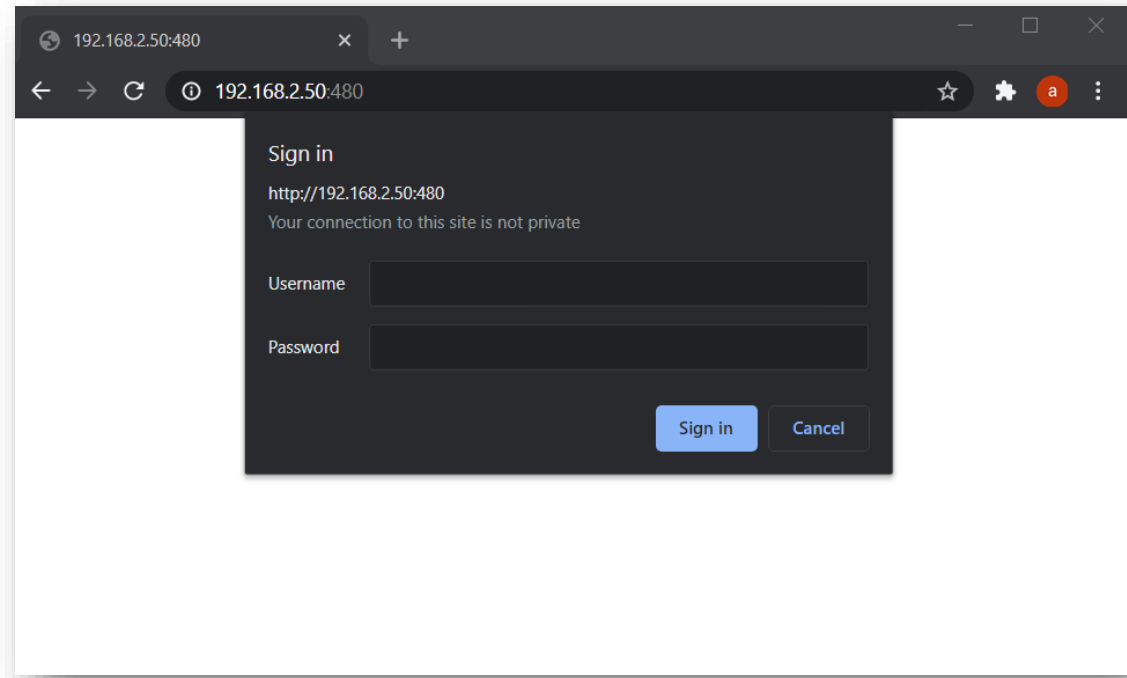 192.168.2.50:480
192.168.2.50:480
a
Sign in
http://192.168.2.50:480
Your connection to this site is not private
Username
Password
Sign in Cancel